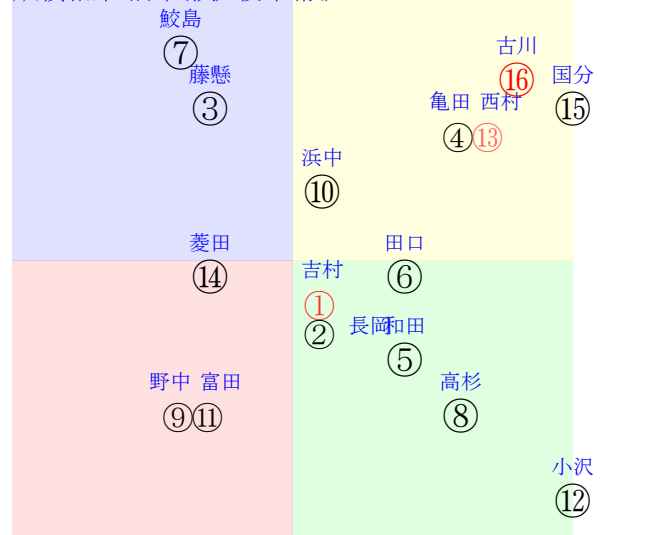 鮫島
⑦
藤懸
③
古川
⑯
国分
⑮
亀田 西村
④⑬
浜中
⑩
菱田
⑭
田口
⑥
吉村
①
②
長岡
和田
⑤
野中 富田
⑨⑪
高杉
⑧
小沢
⑫